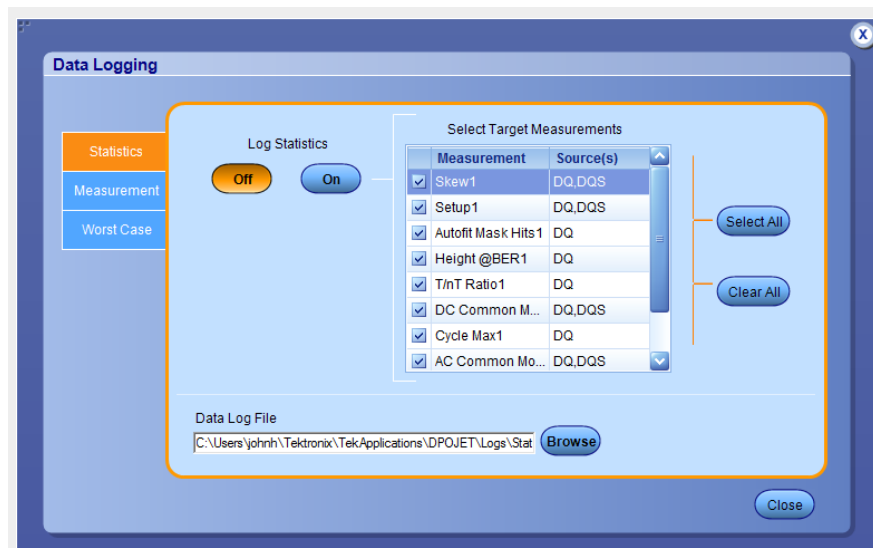 X
Data Logging
Statistics
Measurement
Worst Case
Log Statistics
Off On
Select Target Measurements
Measurement Source(s)
Skew1 DQ,DQS
Setup1 DQ,DQS
Autofit Mask Hits1 DQ
Height @BER1 DQ
T/nT Ratio1 DQ
DC Common M... DQ,DQS
Cycle Max1 DQ
AC Common Mo... DQ,DQS
Select All
Clear All
Data Log File
C:\Users\johnh\Tektronix\TekApplications\DPOJET\Logs\Stat Browse
Close